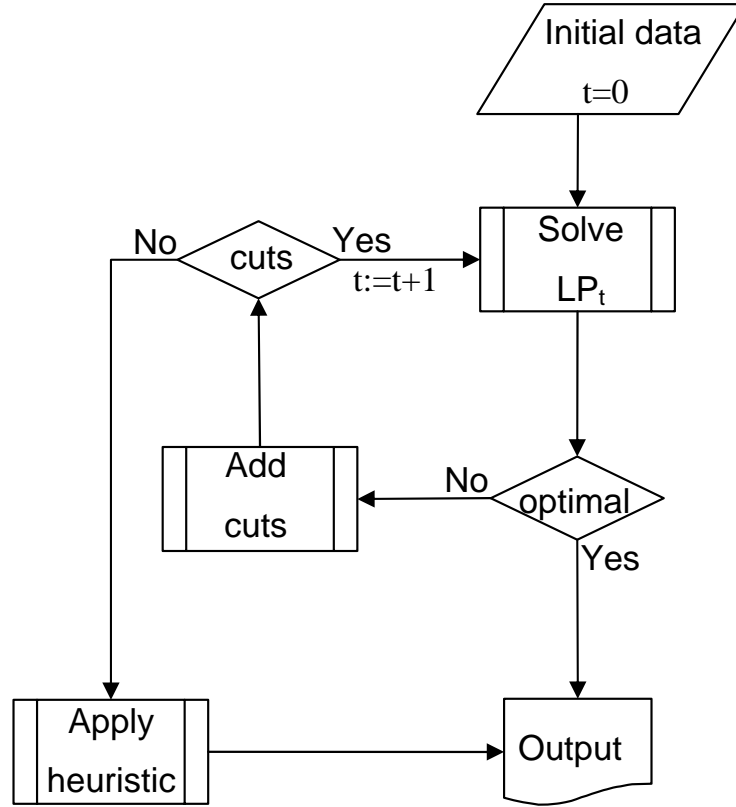 Initial data
t=0
No
cuts
Yes
t:=t+1
Solve
LPt
Add
cuts
No
optimal
Yes
Apply
heuristic
Output